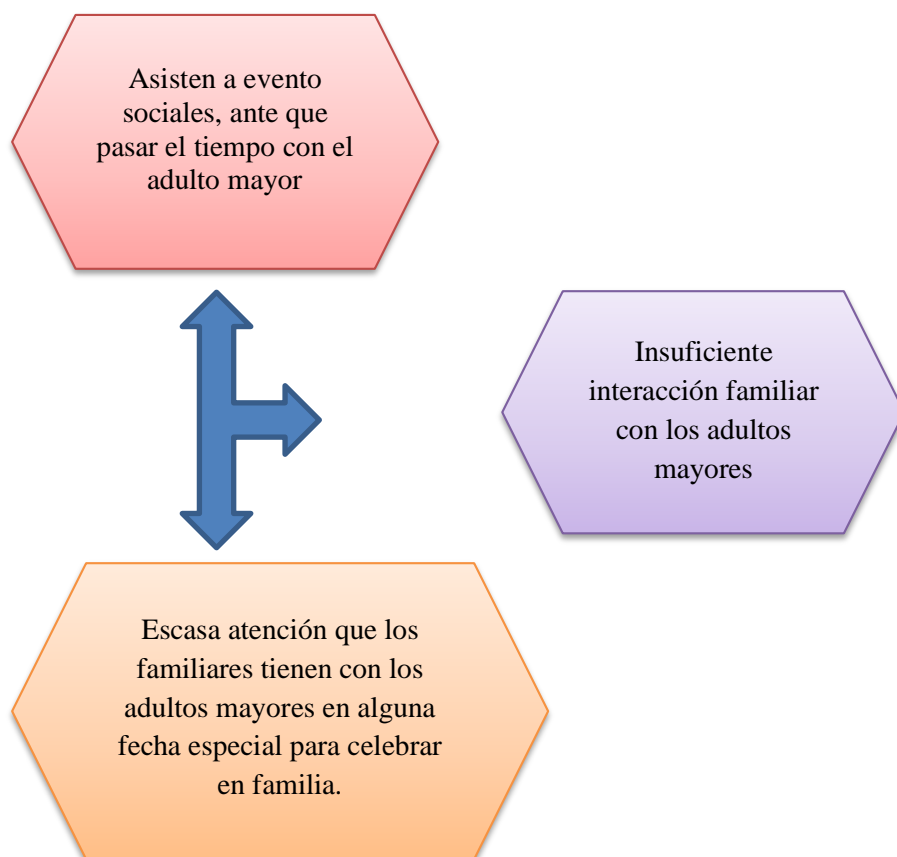 Asisten a evento
sociales, ante que
pasar el tiempo con el
adulto mayor
Insuficiente
interacción familiar
con los adultos
mayores
Escasa atención que los
familiares tienen con los
adultos mayores en alguna
fecha especial para celebrar
en familia.